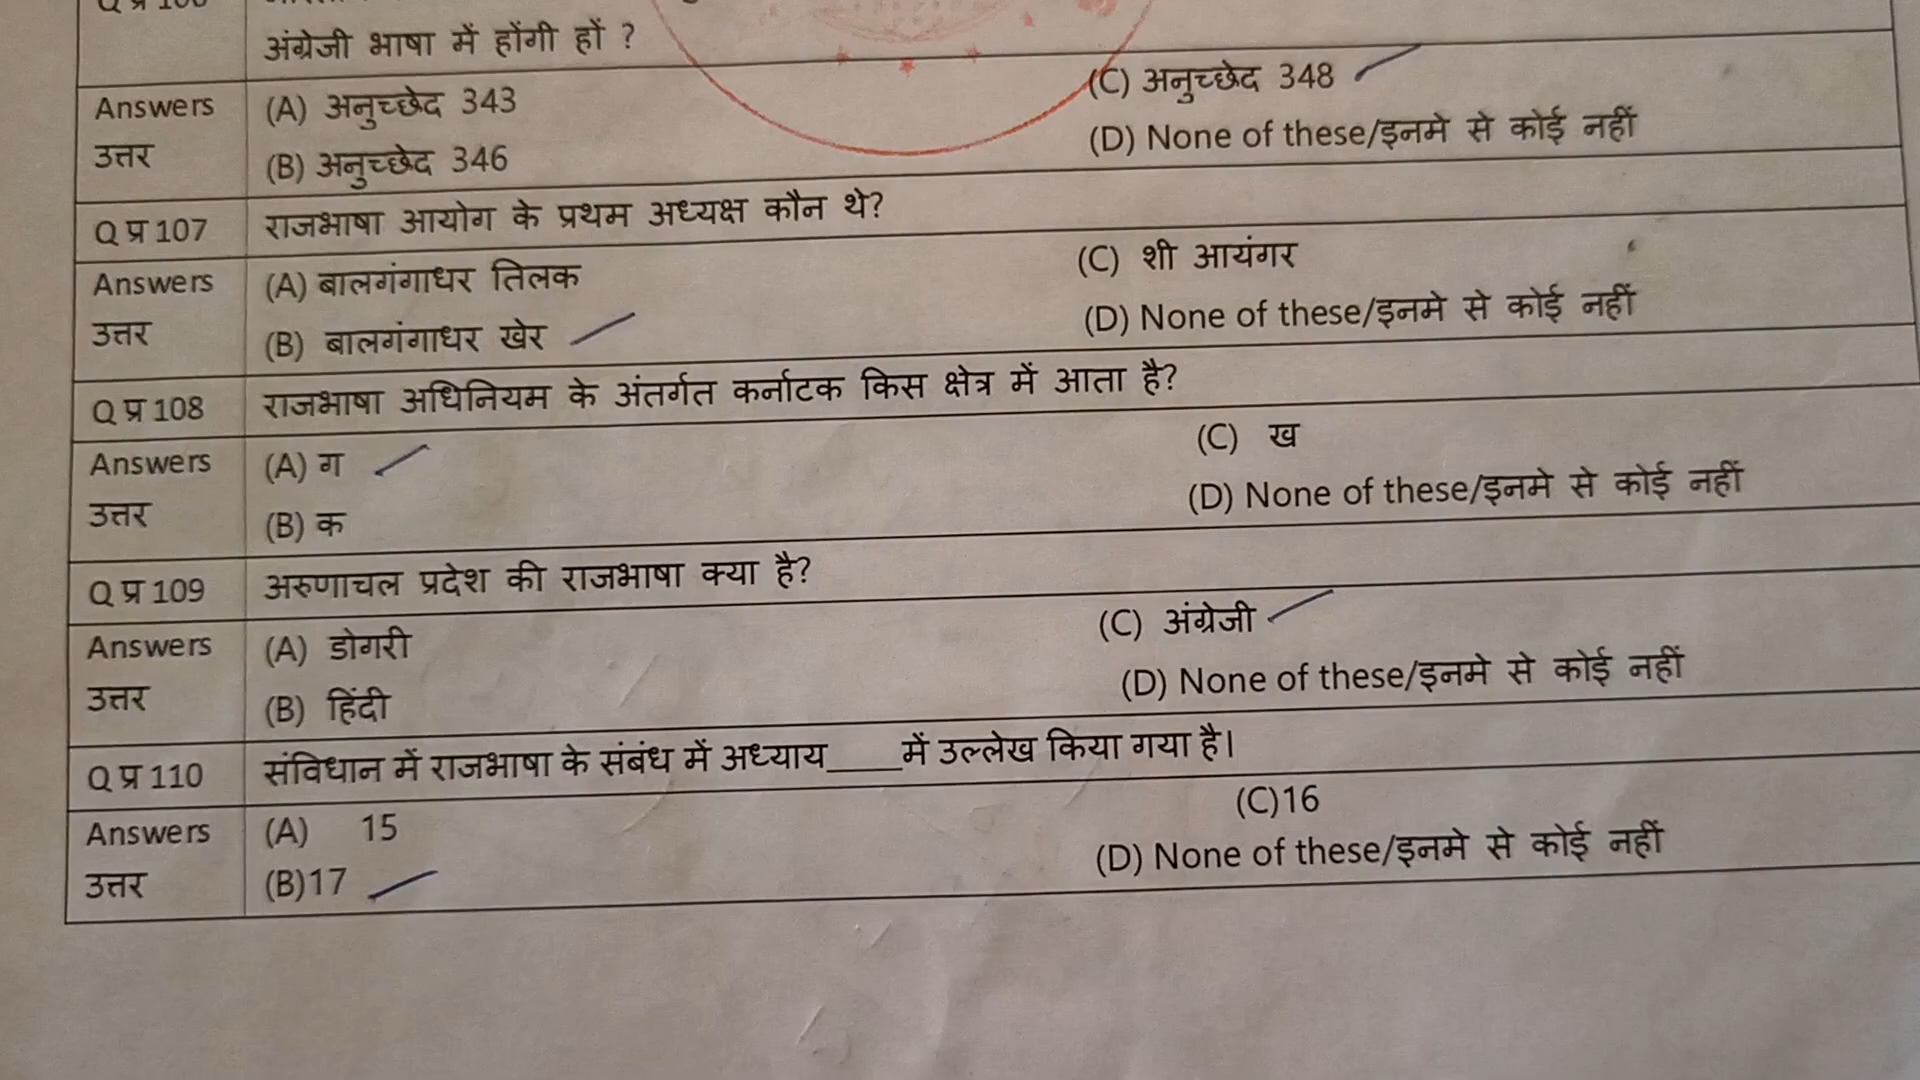 Q प्र 106
अंग्रेजी भाषा में होंगी हों ?
Answers
उत्तर
(A) अनुच्छेद 343
(B) अनुच्छेद 346
(C) अनुच्छेद 348
(D) None of these/इनमे से कोई नहीं
Q प्र 107
राजभाषा आयोग के प्रथम अध्यक्ष कौन थे?
Answers
उत्तर
(A) बालगंगाधर तिलक
(B) बालगंगाधर खेर
(C) शी आयंगर
(D) None of these/इनमे से कोई नहीं
Q प्र 108
राजभाषा अधिनियम के अंतर्गत कर्नाटक किस क्षेत्र में आता है?
Answers
उत्तर
(A) ग
(B) क
(C) ख
(D) None of these/इनमे से कोई नहीं
Q प्र 109
अरुणाचल प्रदेश की राजभाषा क्या है?
Answers
उत्तर
(A) डोगरी
(B) हिंदी
(C) अंग्रेजी
(D) None of these/इनमे से कोई नहीं
Q प्र 110
संविधान में राजभाषा के संबंध में अध्याय____में उल्लेख किया गया है।
Answers
उत्तर
(A) 15
(B)17
(C)16
(D) None of these/इनमे से कोई नहीं